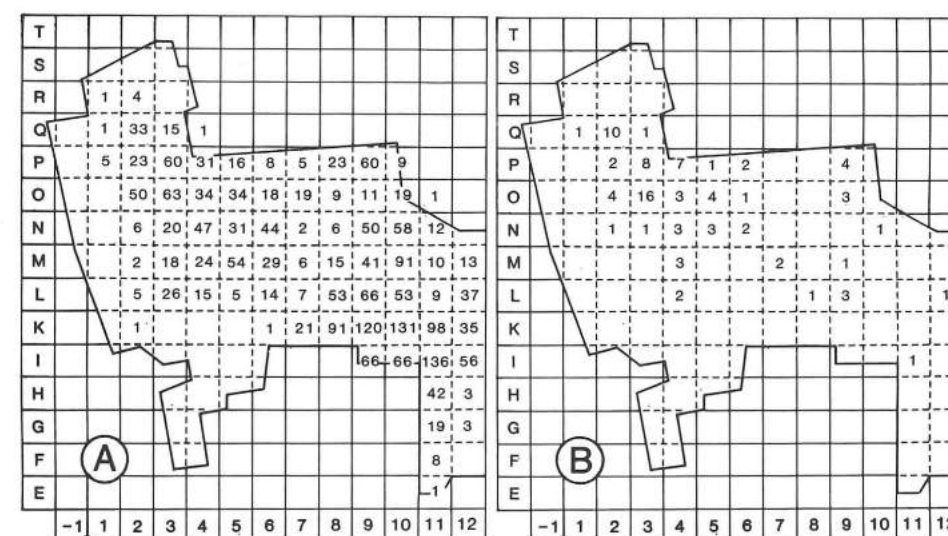 T T
S S
R 1 4 R
Q 1 33 15 1 Q 1 10 1
P 5 23 60 31 16 8 5 23 60 9 P 2 8 7 1 2 4
O 50 63 34 34 18 19 9 11 19 1 O 4 16 3 4 1 3
N 6 20 47 31 44 2 6 50 58 12 N 1 1 3 3 2 1
M 2 18 24 54 29 6 15 41 91 10 13 M 3 2 1
L 5 26 15 5 14 7 53 66 53 9 37 L 2 1 3 1
K 1 1 21 91 120 131 98 35 K
I 66 66 136 56 I 1
H 42 3 H
G 19 3 G
F A 8 F B
E 1 E
-1 1 2 3 4 5 6 7 8 9 10 11 12 -1 1 2 3 4 5 6 7 8 9 10 11